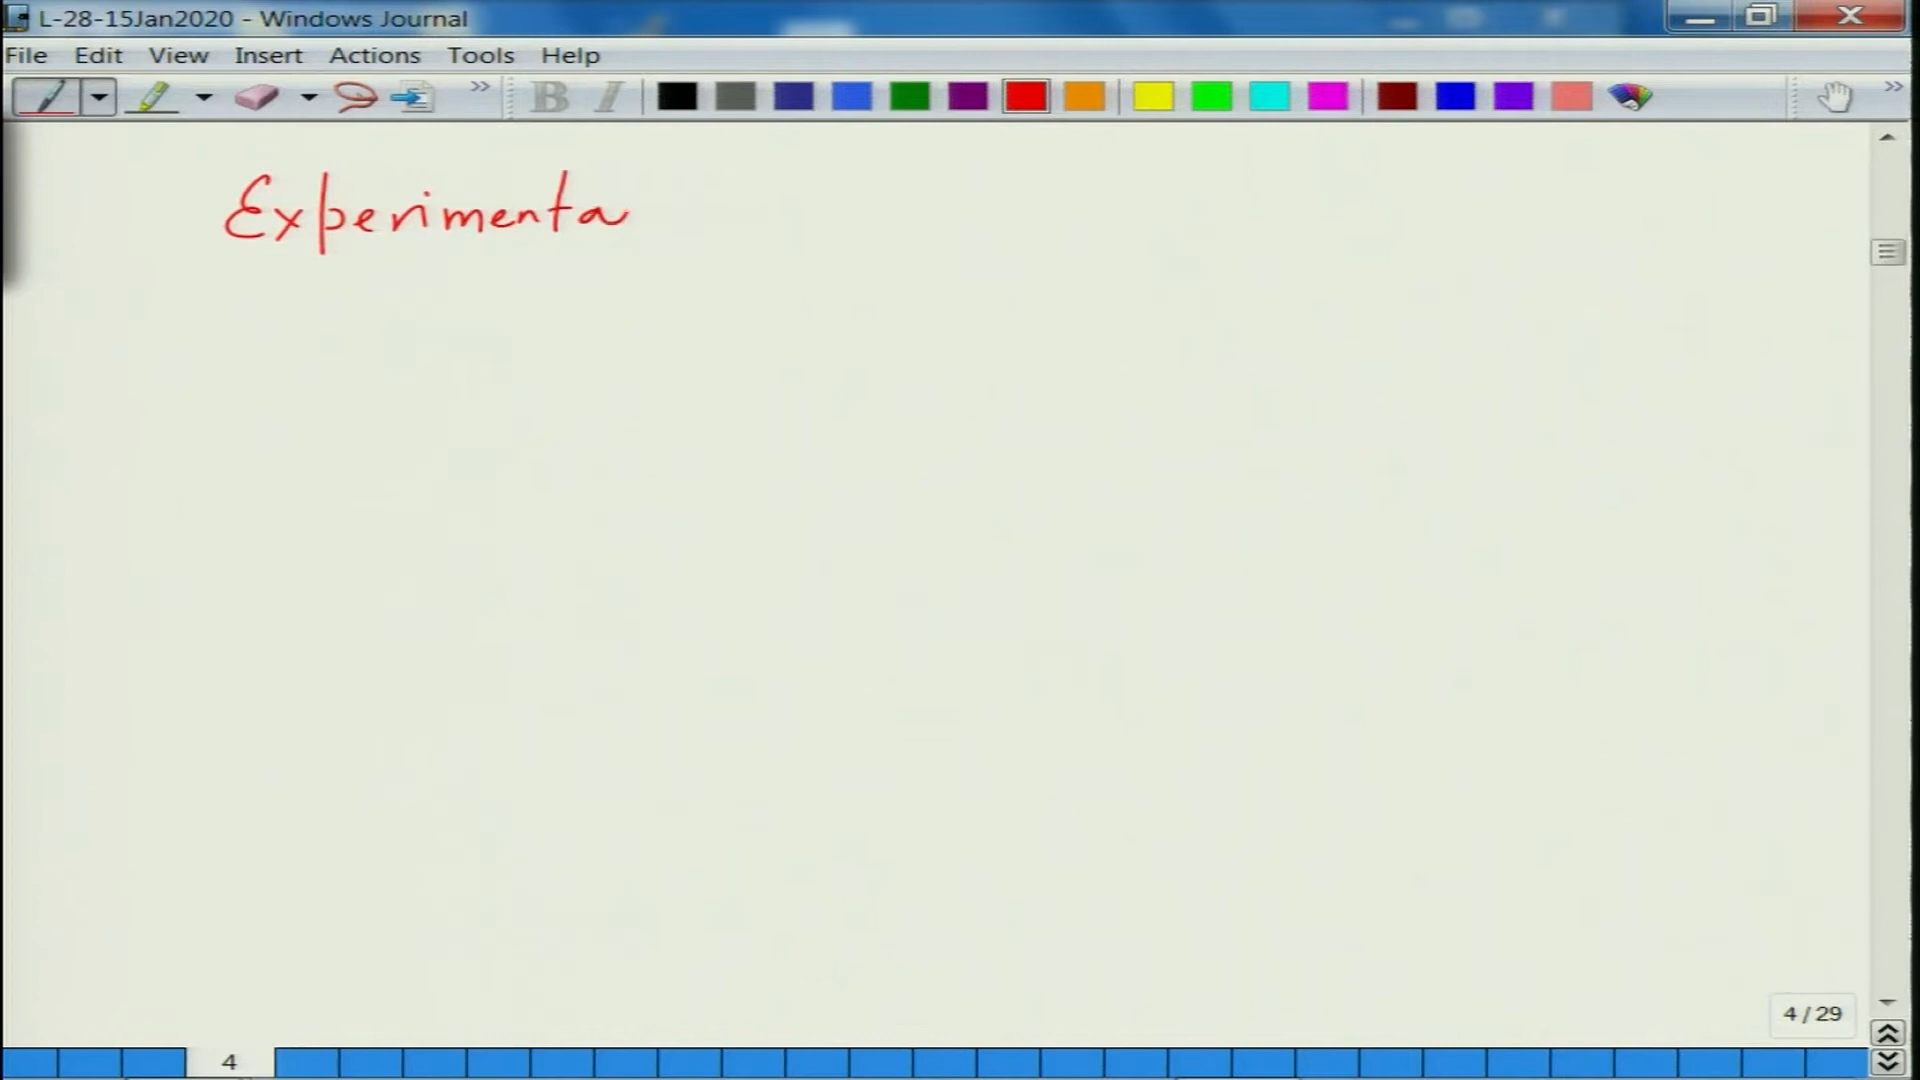 L-28-15Jan2020 - Windows Journal
File Edit View Insert Actions Tools Help
B I
Experimenta
4 / 29
4